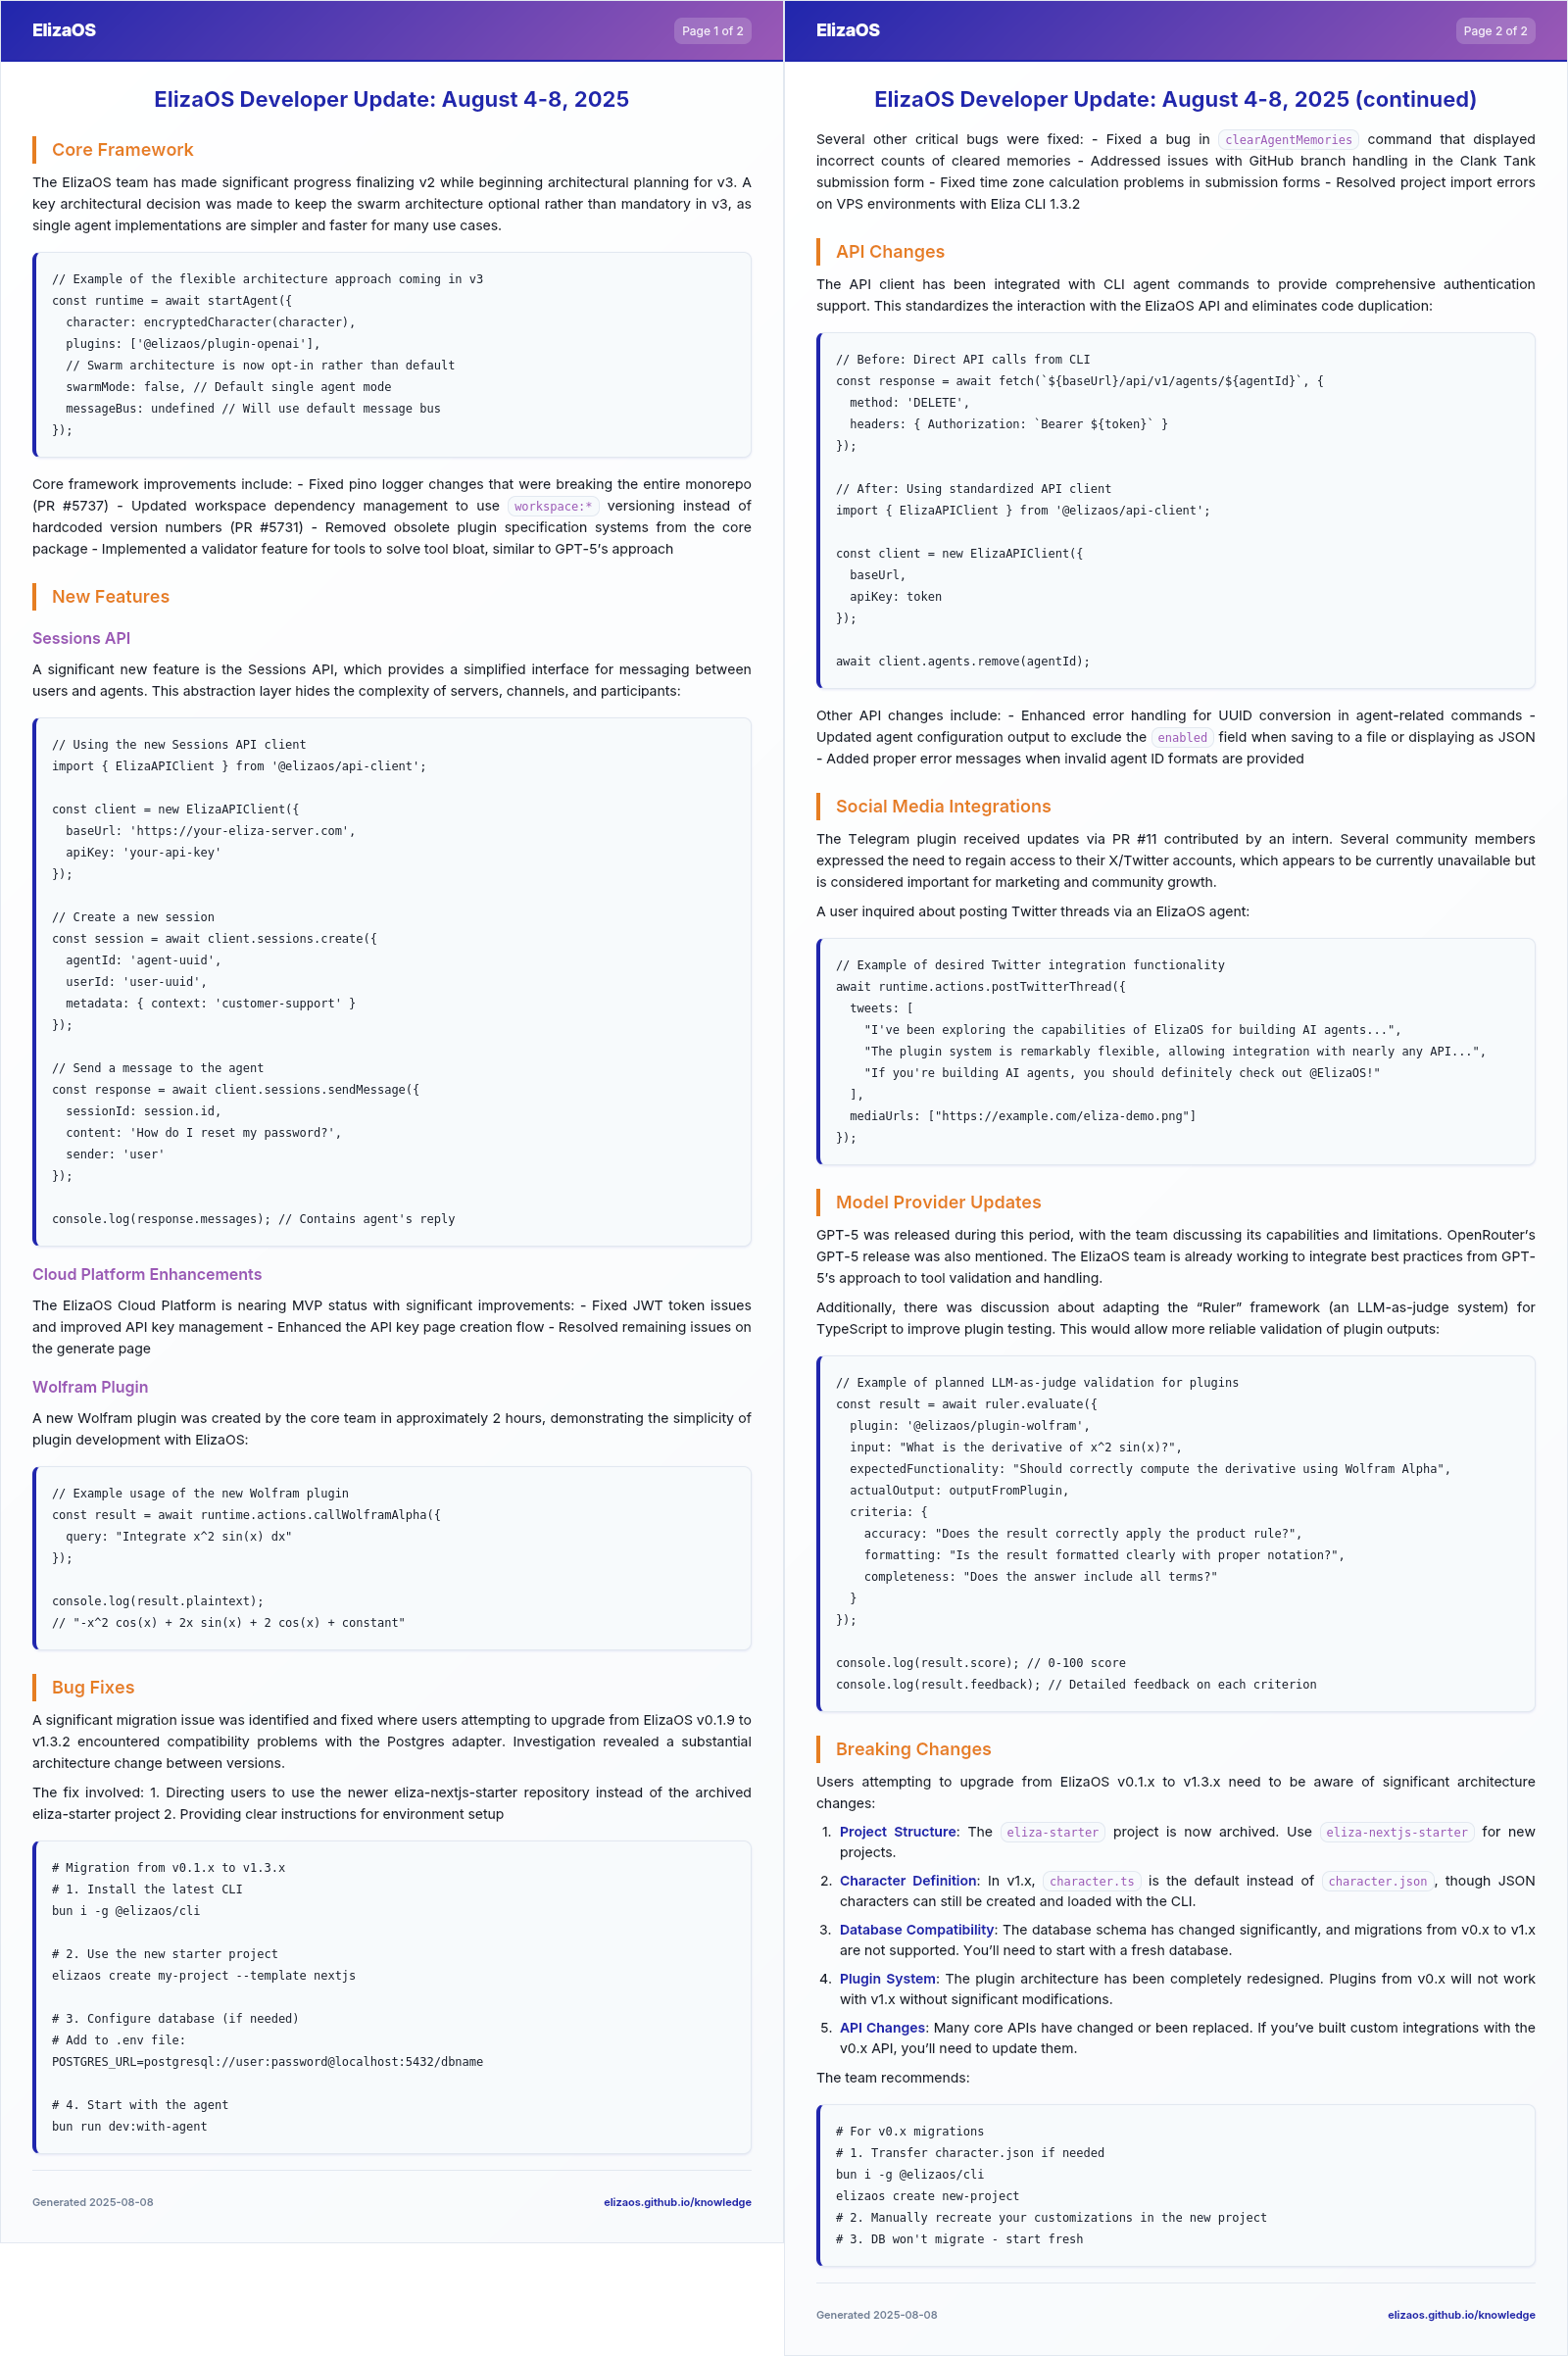 ElizaOS
Page 1 of 2
ElizaOS Developer Update: August 4-8, 2025
Core Framework
The ElizaOS team has made significant progress finalizing v2 while beginning architectural planning for v3. A
key architectural decision was made to keep the swarm architecture optional rather than mandatory in v3, as
single agent implementations are simpler and faster for many use cases.
// Example of the flexible architecture approach coming in v3
const runtime = await startAgent({
  character: encryptedCharacter(character),
  plugins: ['@elizaos/plugin-openai'],
  // Swarm architecture is now opt-in rather than default
  swarmMode: false, // Default single agent mode
  messageBus: undefined // Will use default message bus
});
Core framework improvements include: - Fixed pino logger changes that were breaking the entire monorepo
(PR #5737) - Updated workspace dependency management to use workspace:* versioning instead of
hardcoded version numbers (PR #5731) - Removed obsolete plugin specification systems from the core
package - Implemented a validator feature for tools to solve tool bloat, similar to GPT-5’s approach
New Features
Sessions API
A significant new feature is the Sessions API, which provides a simplified interface for messaging between
users and agents. This abstraction layer hides the complexity of servers, channels, and participants:
// Using the new Sessions API client
import { ElizaAPIClient } from '@elizaos/api-client';

const client = new ElizaAPIClient({
  baseUrl: 'https://your-eliza-server.com',
  apiKey: 'your-api-key'
});

// Create a new session
const session = await client.sessions.create({
  agentId: 'agent-uuid',
  userId: 'user-uuid',
  metadata: { context: 'customer-support' }
});

// Send a message to the agent
const response = await client.sessions.sendMessage({
  sessionId: session.id,
  content: 'How do I reset my password?',
  sender: 'user'
});

console.log(response.messages); // Contains agent's reply
Cloud Platform Enhancements
The ElizaOS Cloud Platform is nearing MVP status with significant improvements: - Fixed JWT token issues
and improved API key management - Enhanced the API key page creation flow - Resolved remaining issues on
the generate page
Wolfram Plugin
A new Wolfram plugin was created by the core team in approximately 2 hours, demonstrating the simplicity of
plugin development with ElizaOS:
// Example usage of the new Wolfram plugin
const result = await runtime.actions.callWolframAlpha({
  query: "Integrate x^2 sin(x) dx"
});

console.log(result.plaintext);
// "-x^2 cos(x) + 2x sin(x) + 2 cos(x) + constant"
Bug Fixes
A significant migration issue was identified and fixed where users attempting to upgrade from ElizaOS v0.1.9 to
v1.3.2 encountered compatibility problems with the Postgres adapter. Investigation revealed a substantial
architecture change between versions.
The fix involved: 1. Directing users to use the newer eliza-nextjs-starter repository instead of the archived
eliza-starter project 2. Providing clear instructions for environment setup
# Migration from v0.1.x to v1.3.x
# 1. Install the latest CLI
bun i -g @elizaos/cli

# 2. Use the new starter project
elizaos create my-project --template nextjs

# 3. Configure database (if needed)
# Add to .env file:
POSTGRES_URL=postgresql://user:password@localhost:5432/dbname

# 4. Start with the agent
bun run dev:with-agent
Generated 2025-08-08
elizaos.github.io/knowledge
ElizaOS
Page 2 of 2
ElizaOS Developer Update: August 4-8, 2025 (continued)
Several other critical bugs were fixed: - Fixed a bug in clearAgentMemories command that displayed
incorrect counts of cleared memories - Addressed issues with GitHub branch handling in the Clank Tank
submission form - Fixed time zone calculation problems in submission forms - Resolved project import errors
on VPS environments with Eliza CLI 1.3.2
API Changes
The API client has been integrated with CLI agent commands to provide comprehensive authentication
support. This standardizes the interaction with the ElizaOS API and eliminates code duplication:
// Before: Direct API calls from CLI
const response = await fetch(`${baseUrl}/api/v1/agents/${agentId}`, {
  method: 'DELETE',
  headers: { Authorization: `Bearer ${token}` }
});

// After: Using standardized API client
import { ElizaAPIClient } from '@elizaos/api-client';

const client = new ElizaAPIClient({
  baseUrl,
  apiKey: token
});

await client.agents.remove(agentId);
Other API changes include: - Enhanced error handling for UUID conversion in agent-related commands -
Updated agent configuration output to exclude the enabled field when saving to a file or displaying as JSON
- Added proper error messages when invalid agent ID formats are provided
Social Media Integrations
The Telegram plugin received updates via PR #11 contributed by an intern. Several community members
expressed the need to regain access to their X/Twitter accounts, which appears to be currently unavailable but
is considered important for marketing and community growth.
A user inquired about posting Twitter threads via an ElizaOS agent:
// Example of desired Twitter integration functionality
await runtime.actions.postTwitterThread({
  tweets: [
    "I've been exploring the capabilities of ElizaOS for building AI agents...",
    "The plugin system is remarkably flexible, allowing integration with nearly any API...",
    "If you're building AI agents, you should definitely check out @ElizaOS!"
  ],
  mediaUrls: ["https://example.com/eliza-demo.png"]
});
Model Provider Updates
GPT-5 was released during this period, with the team discussing its capabilities and limitations. OpenRouter’s
GPT-5 release was also mentioned. The ElizaOS team is already working to integrate best practices from GPT-
5’s approach to tool validation and handling.
Additionally, there was discussion about adapting the “Ruler” framework (an LLM-as-judge system) for
TypeScript to improve plugin testing. This would allow more reliable validation of plugin outputs:
// Example of planned LLM-as-judge validation for plugins
const result = await ruler.evaluate({
  plugin: '@elizaos/plugin-wolfram',
  input: "What is the derivative of x^2 sin(x)?",
  expectedFunctionality: "Should correctly compute the derivative using Wolfram Alpha",
  actualOutput: outputFromPlugin,
  criteria: {
    accuracy: "Does the result correctly apply the product rule?",
    formatting: "Is the result formatted clearly with proper notation?",
    completeness: "Does the answer include all terms?"
  }
});

console.log(result.score); // 0-100 score
console.log(result.feedback); // Detailed feedback on each criterion
Breaking Changes
Users attempting to upgrade from ElizaOS v0.1.x to v1.3.x need to be aware of significant architecture
changes:
1. Project Structure: The eliza-starter project is now archived. Use eliza-nextjs-starter for new
projects.
2. Character Definition: In v1.x, character.ts is the default instead of character.json, though JSON
characters can still be created and loaded with the CLI.
3. Database Compatibility: The database schema has changed significantly, and migrations from v0.x to v1.x
are not supported. You’ll need to start with a fresh database.
4. Plugin System: The plugin architecture has been completely redesigned. Plugins from v0.x will not work
with v1.x without significant modifications.
5. API Changes: Many core APIs have changed or been replaced. If you’ve built custom integrations with the
v0.x API, you’ll need to update them.
The team recommends:
# For v0.x migrations
# 1. Transfer character.json if needed
bun i -g @elizaos/cli
elizaos create new-project
# 2. Manually recreate your customizations in the new project
# 3. DB won't migrate - start fresh
Generated 2025-08-08
elizaos.github.io/knowledge